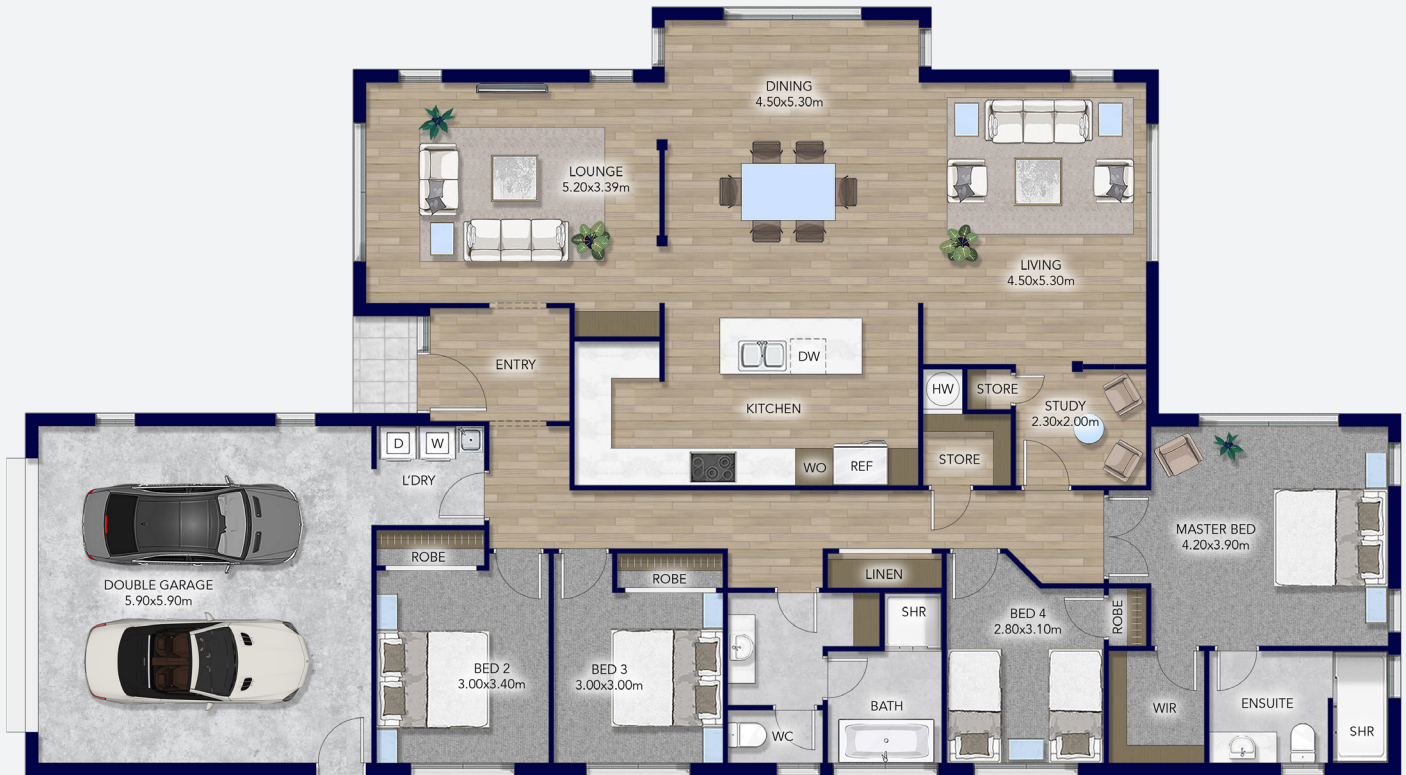 DINING
4.50x5.30m
LOUNGE
5.20x3.39m
LIVING
4.50x5.30m
ENTRY
DW
KITCHEN
HW
STORE
STUDY
2.30x2.00m
D
W
L'DRY
WO
REF
STORE
MASTER BED
4.20x3.90m
DOUBLE GARAGE
5.90x5.90m
ROBE
ROBE
LINEN
SHR
BED 4
2.80x3.10m
ROBE
BED 2
3.00x3.40m
BED 3
3.00x3.00m
BATH
WC
WIR
ENSUITE
SHR